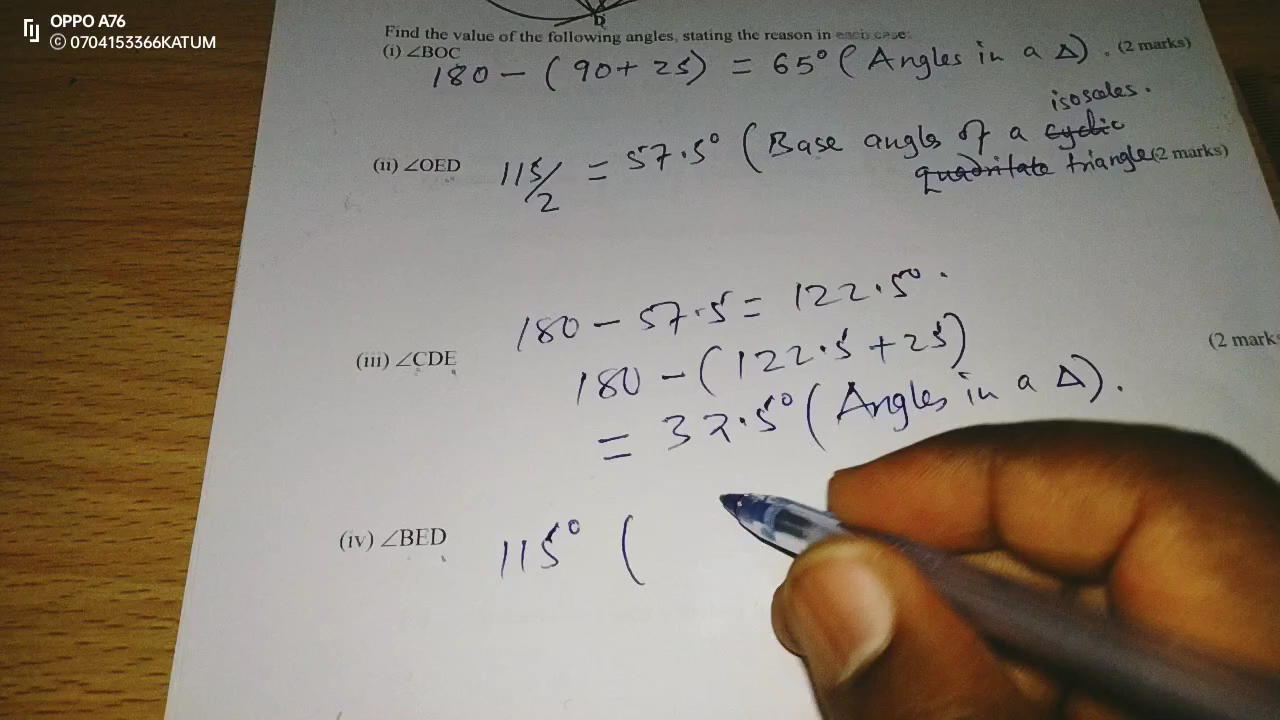 OPPO A76
© 0704153366KATUM
D
Find the value of the following angles, stating the reason in each case:
(i) ∠BOC
180 - (90+25) = 65° (Angles in a Δ). (2 marks)
isosceles.
(ii) ∠OED 115/2 = 57.5° (Base angles of a cyclic
triangle (2 marks)
180 - 57.5 = 122.5°.
(iii) ∠CDE 180 - (122.5 + 25) (2 mark
= 32.5° (Angles in a Δ).
(iv) ∠BED 115° (